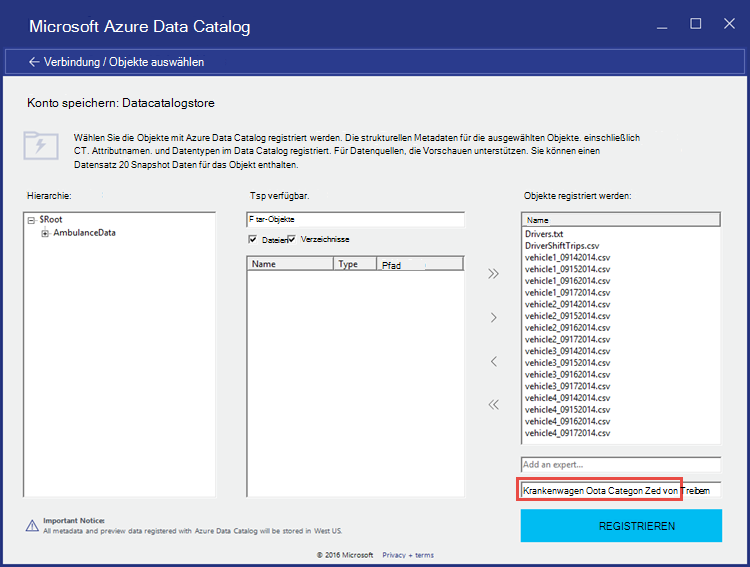 Microsoft Azure Data Catalog
Verbindung / Objekte auswählen
Konto speichern: Datacatalogstore
Wählen Sie die Objekte mit Azure Data Catalog registriert werden. Die strukturellen Metadaten für die ausgewählten Objekte. einschließlich
CT. Attributnamen. und Datentypen im Data Catalog registriert. Für Datenquellen, die Vorschauen unterstützen. Sie können einen
Datensatz 20 Snapshot Daten für das Objekt enthalten.
Hierarchie:
$Root
AmbulanceData
Tsp verfügbar.
F tar-Objekte
Dateien Verzeichnisse
Name Type Pfad
Objekte registriert werden:
Name
Drivers.txt
DriverShiftTrips.csv
vehicle1_09142014.csv
vehicle1_09152014.csv
vehicle1_09162014.csv
vehicle1_09172014.csv
vehicle2_09142014.csv
vehicle2_09152014.csv
vehicle2_09162014.csv
vehicle2_09172014.csv
vehicle3_09142014.csv
vehicle3_09152014.csv
vehicle3_09162014.csv
vehicle3_09172014.csv
vehicle4_09142014.csv
vehicle4_09152014.csv
vehicle4_09162014.csv
vehicle4_09172014.csv
Add an expert...
Krankenwagen Oota Categon Zed von Treibem
REGISTRIEREN
Important Notice:
All metadata and preview data registered with Azure Data Catalog will be stored in West US.
© 2016 Microsoft Privacy + terms